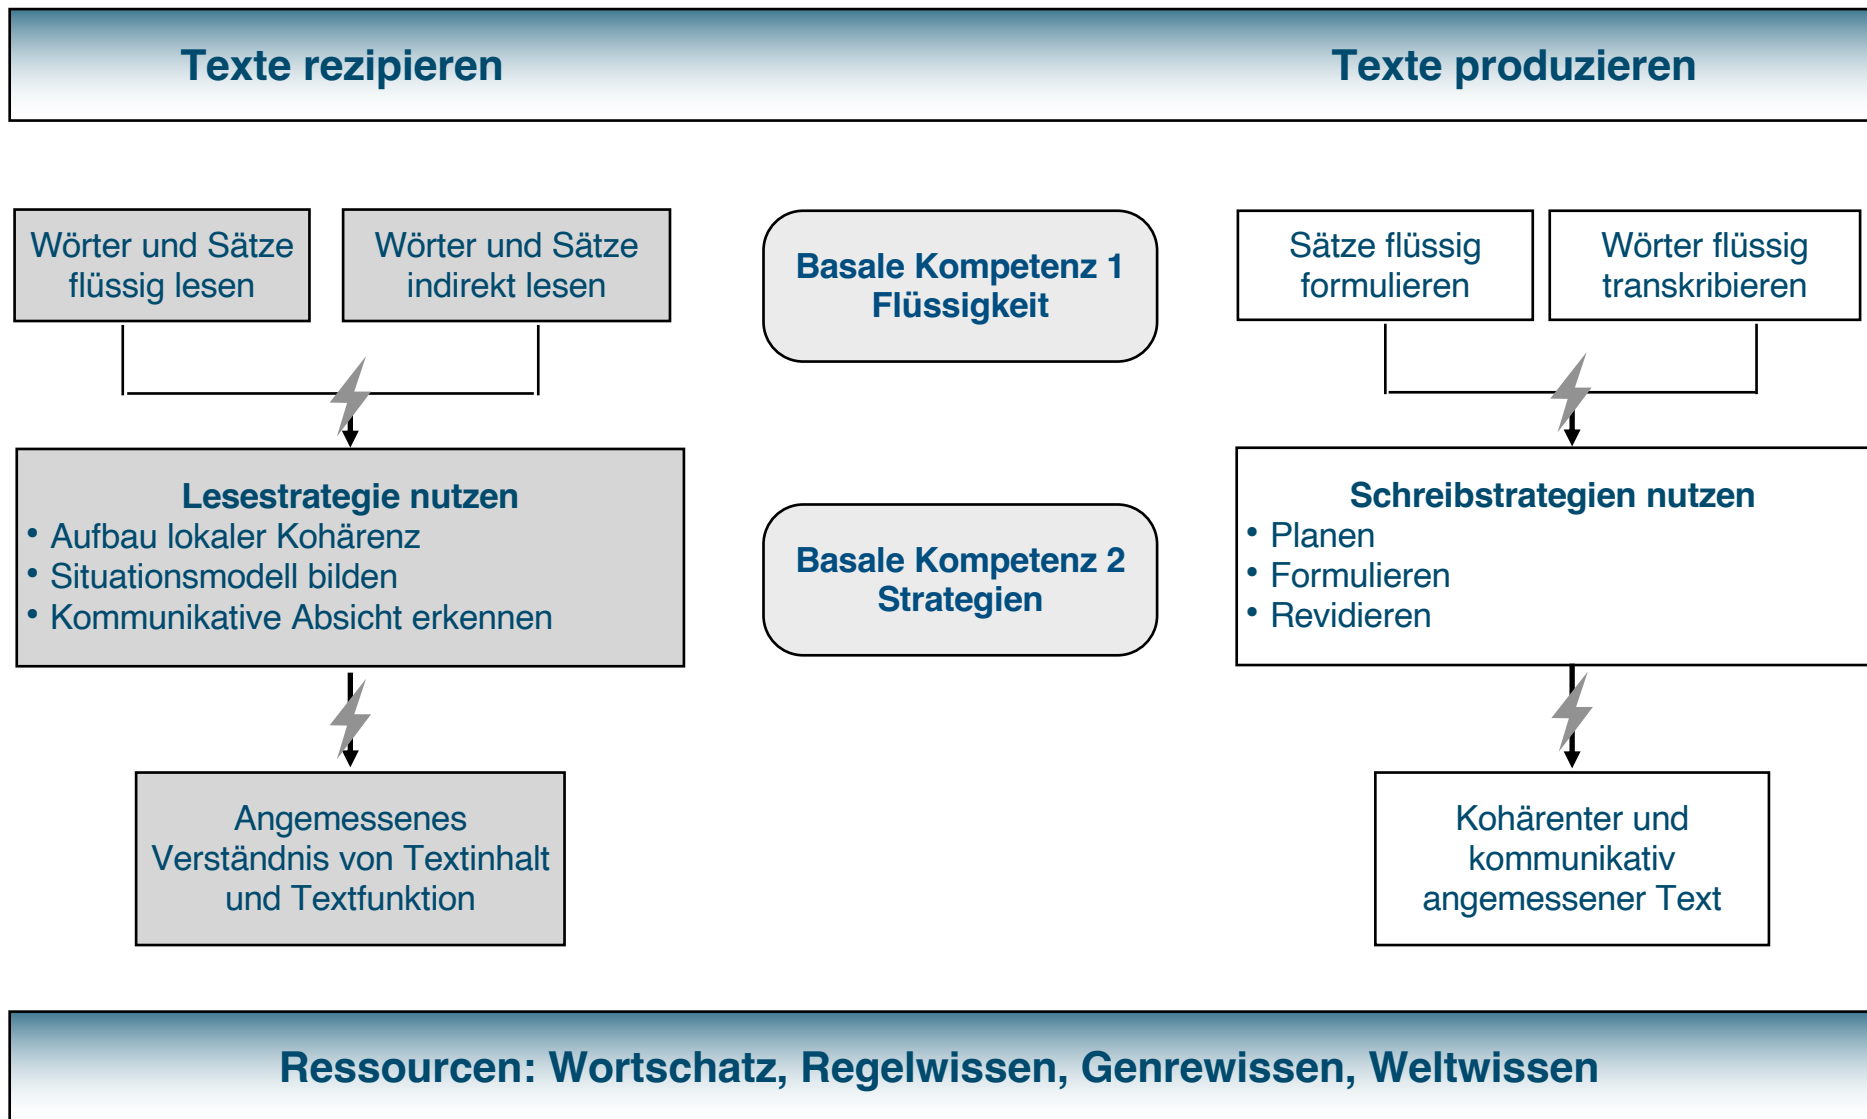 Texte rezipieren
Texte produzieren
Wörter und Sätze
flüssig lesen
Wörter und Sätze
indirekt lesen
Basale Kompetenz 1
Flüssigkeit
Sätze flüssig
formulieren
Wörter flüssig
transkribieren
Lesestrategie nutzen
• Aufbau lokaler Kohärenz
• Situationsmodell bilden
• Kommunikative Absicht erkennen
Basale Kompetenz 2
Strategien
Schreibstrategien nutzen
• Planen
• Formulieren
• Revidieren
Angemessenes
Verständnis von Textinhalt
und Textfunktion
Kohärenter und
kommunikativ
angemessener Text
Ressourcen: Wortschatz, Regelwissen, Genrewissen, Weltwissen